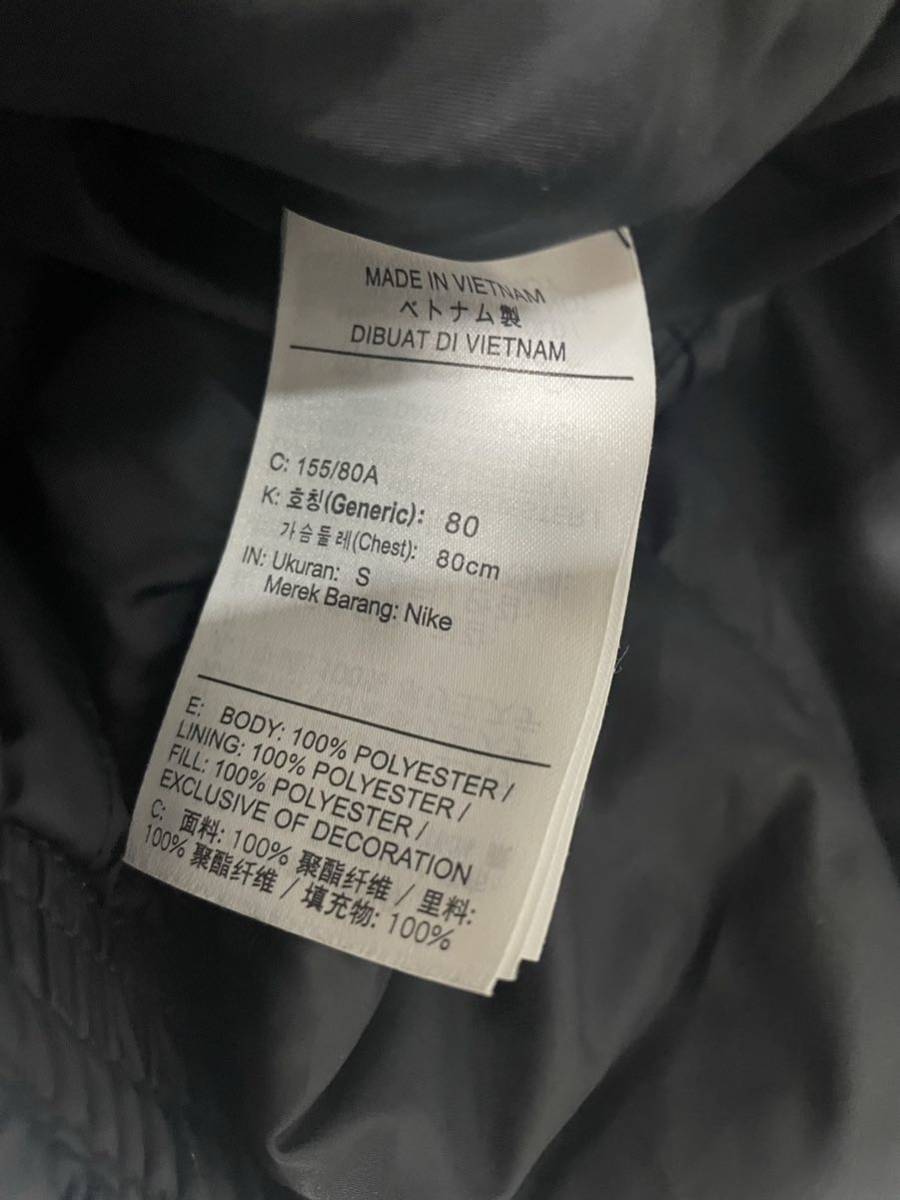 MADE IN VIETNAM
ベトナム製
DIBUAT DI VIETNAM
C: 155/80A
K: 호칭(Generic): 80
가슴둘레(Chest): 80cm
IN: Ukuran: S
Merek Barang: Nike
E: BODY: 100% POLYESTER /
LINING: 100% POLYESTER /
FILL: 100% POLYESTER /
EXCLUSIVE OF DECORATION
C: 面料: 100% 聚酯纤维 / 里料:
100% 聚酯纤维 / 填充物: 100%